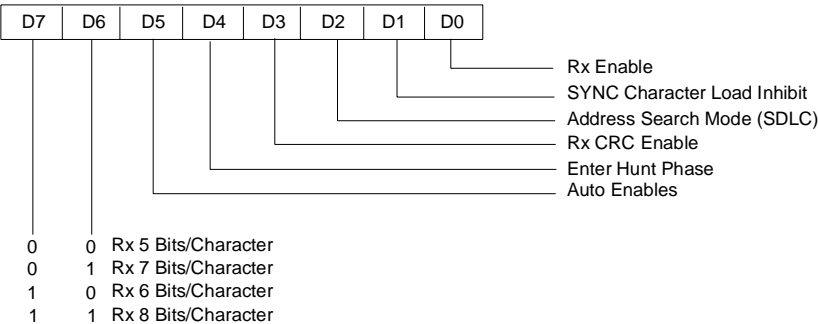 D7 D6 D5 D4 D3 D2 D1 D0
Rx Enable
SYNC Character Load Inhibit
Address Search Mode (SDLC)
Rx CRC Enable
Enter Hunt Phase
Auto Enables
0 0 Rx 5 Bits/Character
0 1 Rx 7 Bits/Character
1 0 Rx 6 Bits/Character
1 1 Rx 8 Bits/Character